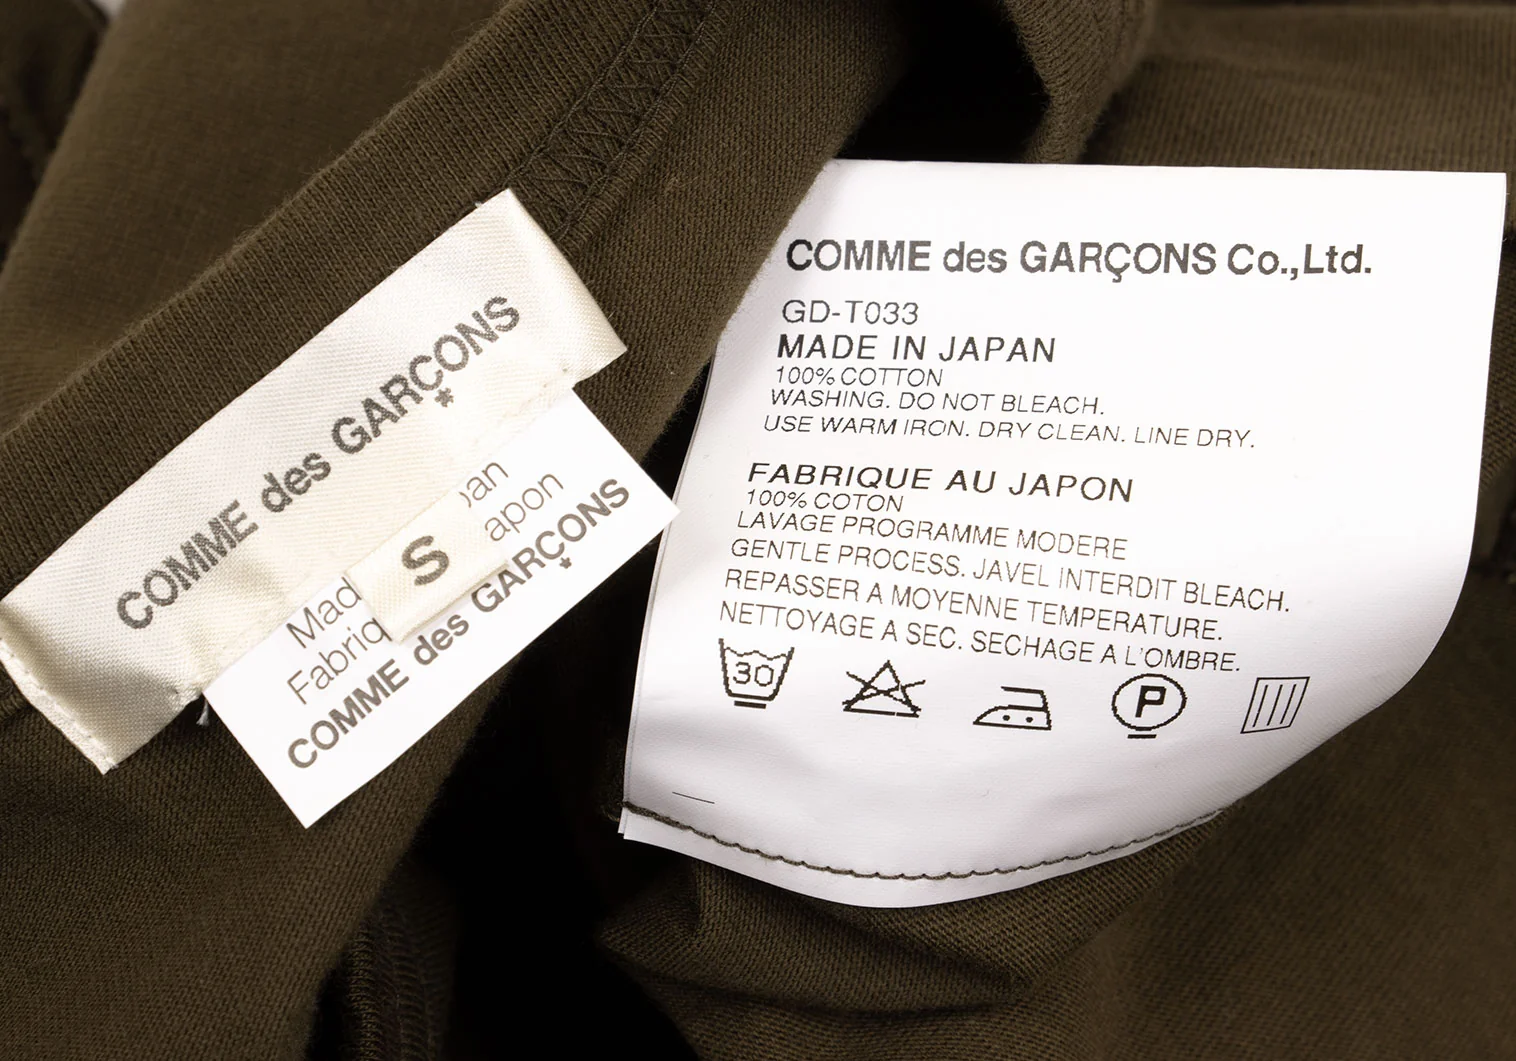 COMME des GARÇONS
S
COMME des GARÇONS
COMME des GARÇONS Co.,Ltd.
GD-T033
MADE IN JAPAN
100% COTTON
WASHING. DO NOT BLEACH.
USE WARM IRON. DRY CLEAN. LINE DRY.
FABRIQUE AU JAPON
100% COTON
LAVAGE PROGRAMME MODERE
GENTLE PROCESS. JAVEL INTERDIT BLEACH.
REPASSER A MOYENNE TEMPERATURE.
NETTOYAGE A SEC. SECHAGE A L'OMBRE.
30
P